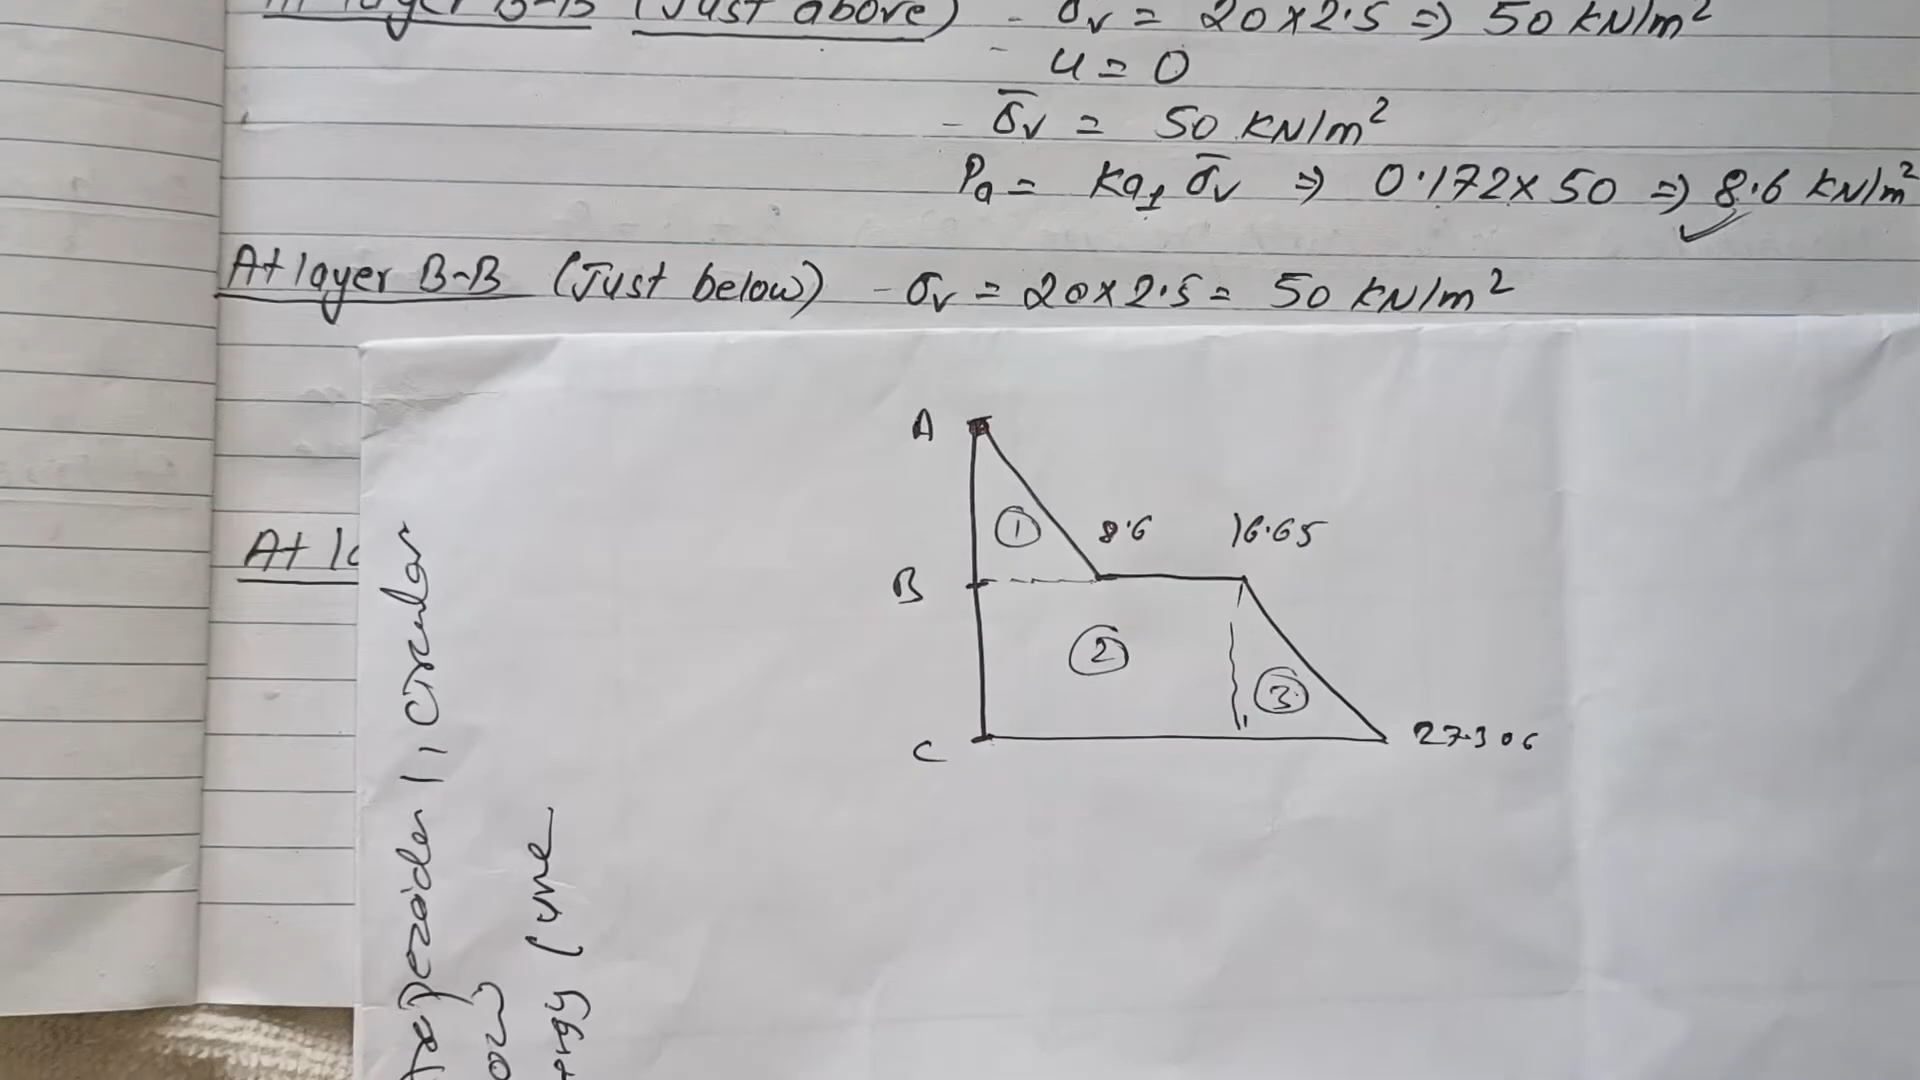 At layer B-B (Just above) - σv = 20×2.5 ⇒ 50 KN/m²
- u = 0
- σ̄v = 50 KN/m²
Pa = Ka1 σ̄v ⇒ 0.172×50 ⇒ 8.6 KN/m²
At layer B-B (Just below) - σv = 20×2.5 = 50 KN/m²
A
① 8.6 16.65
B
②
③
C 27.306
At
circular